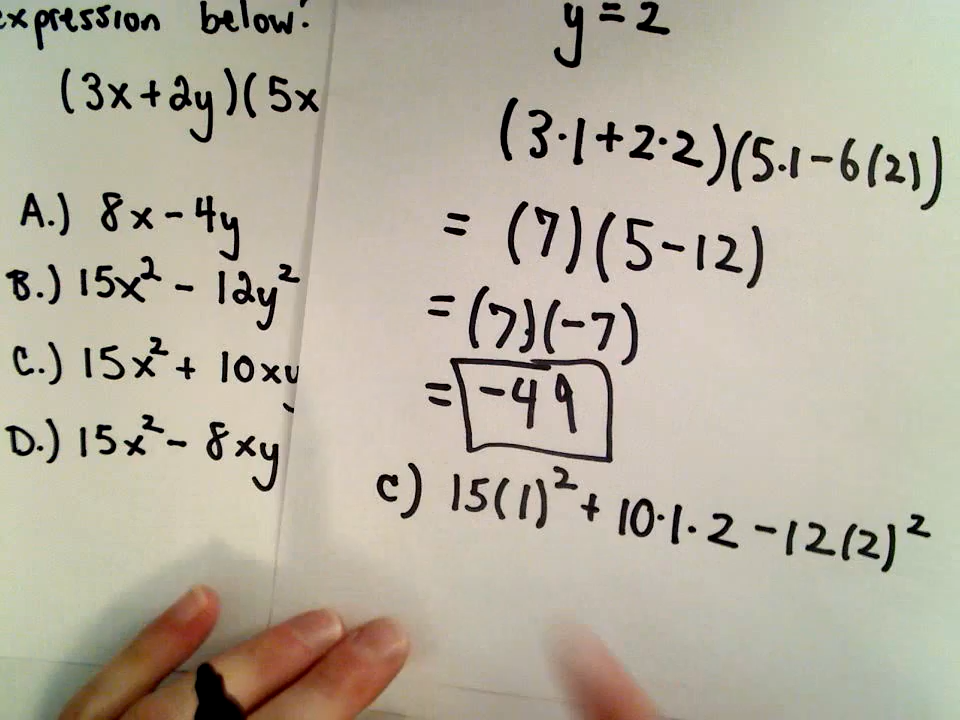 expression below?
(3x+2y)(5x
A.) 8x - 4y
B.) 15x² - 12y²
C.) 15x² + 10xy
D.) 15x² - 8xy
y = 2
(3·1+2·2)(5·1-6(2))
= (7)(5-12)
= (7)(-7)
= -49
C) 15(1)² + 10·1·2 - 12(2)²